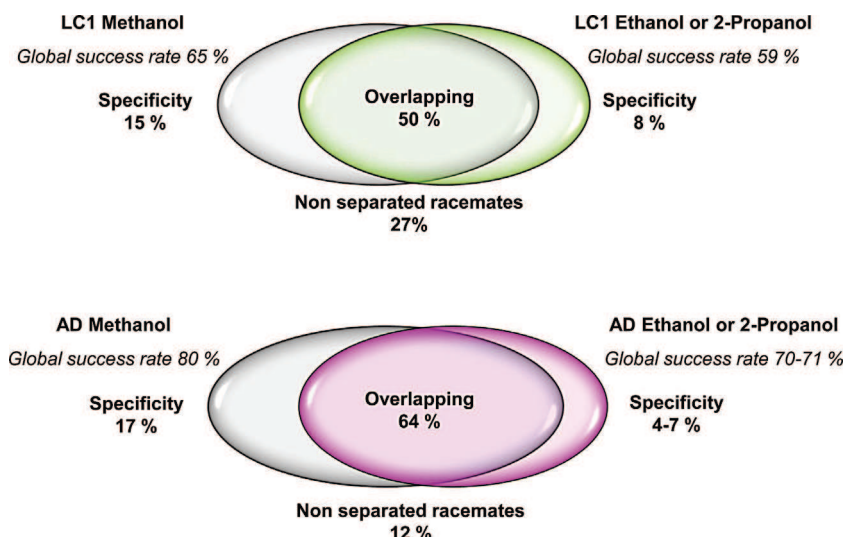 LC1 Methanol
LC1 Ethanol or 2-Propanol
Global success rate 65 %
Global success rate 59 %
Specificity
15 %
Overlapping
50 %
Specificity
8 %
Non separated racemates
27%
AD Methanol
AD Ethanol or 2-Propanol
Global success rate 80 %
Global success rate 70-71 %
Specificity
17 %
Overlapping
64 %
Specificity
4-7 %
Non separated racemates
12 %